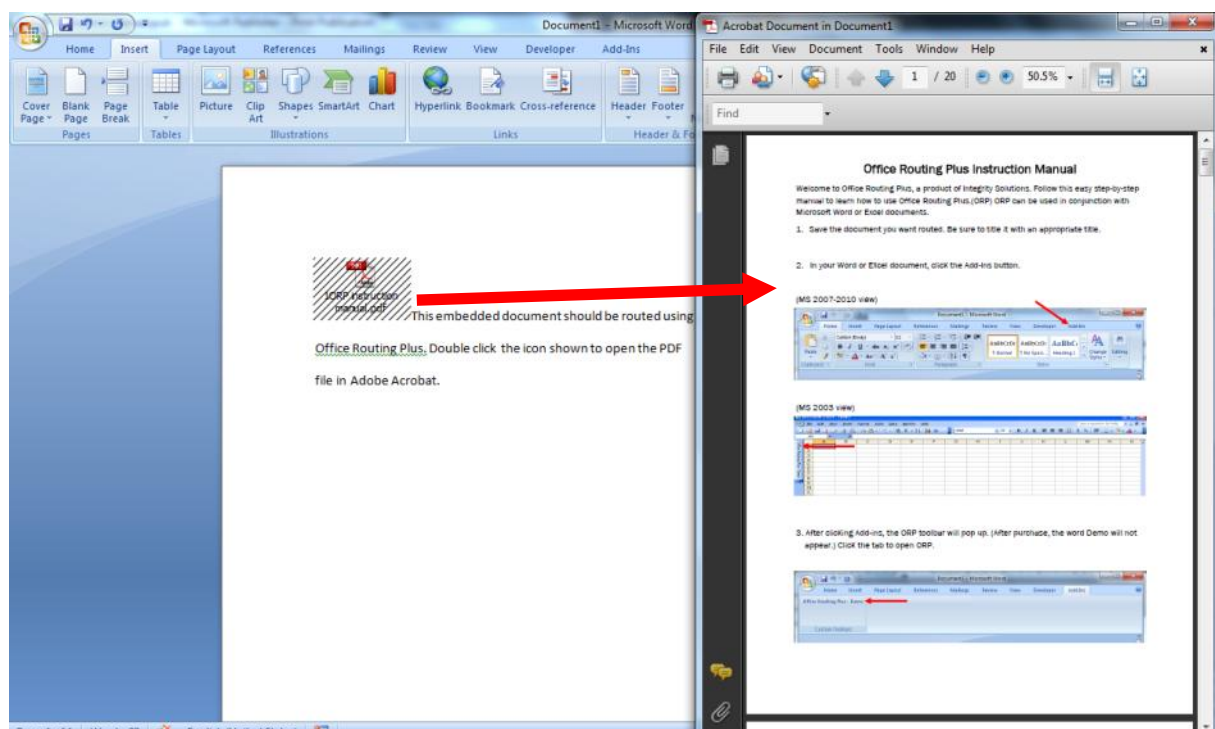 Document1 - Microsoft Word
Home Insert Page Layout References Mailings Review View Developer Add-Ins
Cover Page Blank Page Page Break Table Picture Clip Art Shapes SmartArt Chart Hyperlink Bookmark Cross-reference Header Footer
Pages Tables Illustrations Links Header & Fo
1ORP instruction
manual.pdf
This embedded document should be routed using
Office Routing Plus. Double click the icon shown to open the PDF
file in Adobe Acrobat.
Acrobat Document in Document1
File Edit View Document Tools Window Help
1 / 20 50.5%
Find
Office Routing Plus Instruction Manual
Welcome to Office Routing Plus, a product of Integrity Solutions. Follow this easy step-by-step
manual to learn how to use Office Routing Plus.(ORP) ORP can be used in conjunction with
Microsoft Word or Excel documents.
1. Save the document you want routed. Be sure to title it with an appropriate title.
2. In your Word or Excel document, click the Add-Ins button.
(MS 2007-2010 view)
(MS 2003 view)
3. After clicking Add-ins, the ORP toolbar will pop up. (After purchase, the word Demo will not
appear.) Click the tab to open ORP.